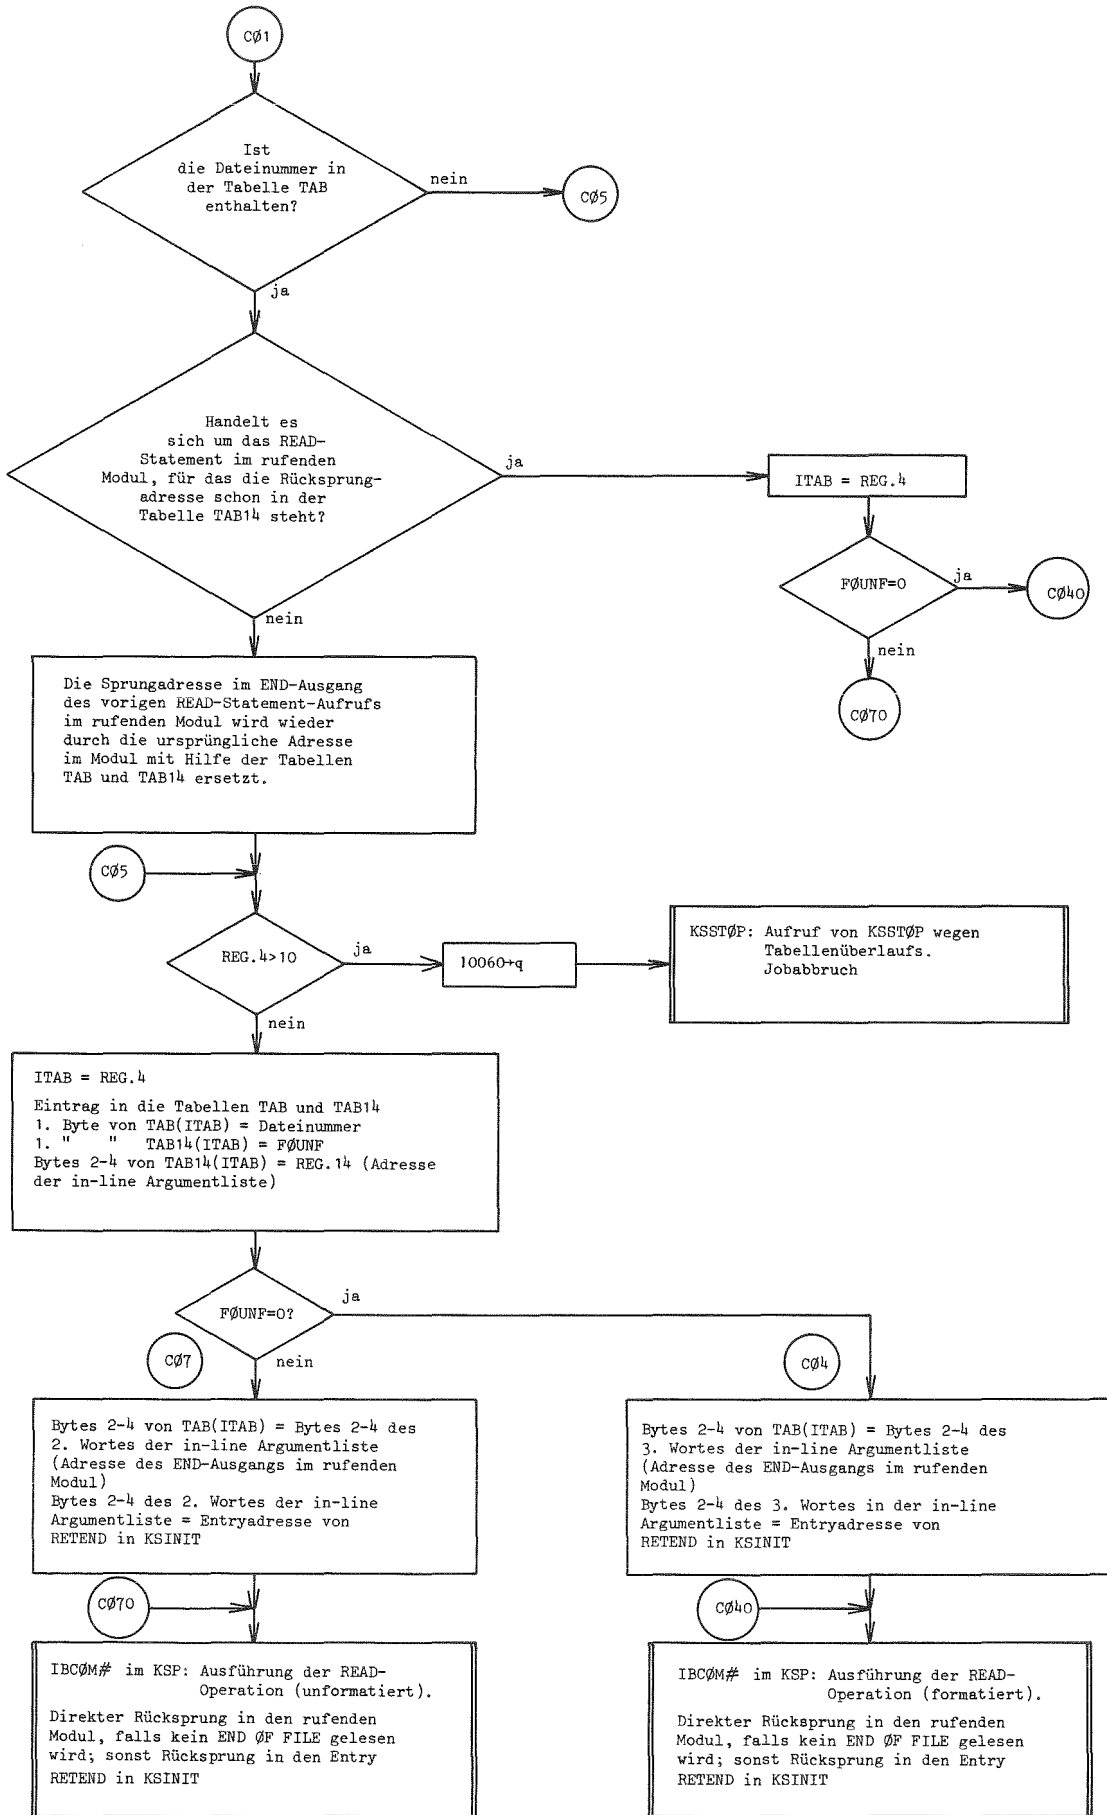 CØ1
Ist
die Dateinummer in
der Tabelle TAB
enthalten?
nein
CØ5
ja
Handelt es
sich um das READ-
Statement im rufenden
Modul, für das die Rücksprung-
adresse schon in der
Tabelle TAB14 steht?
ja
ITAB = REG.4
FØUNF=0
ja
CØ40
nein
CØ70
nein
Die Sprungadresse im END-Ausgang
des vorigen READ-Statement-Aufrufs
im rufenden Modul wird wieder
durch die ursprüngliche Adresse
im Modul mit Hilfe der Tabellen
TAB und TAB14 ersetzt.
CØ5
REG.4>10
ja
10060→q
KSSTØP: Aufruf von KSSTØP wegen
Tabellenüberlaufs.
Jobabbruch
nein
ITAB = REG.4
Eintrag in die Tabellen TAB und TAB14
1. Byte von TAB(ITAB) = Dateinummer
1. " " TAB14(ITAB) = FØUNF
Bytes 2-4 von TAB14(ITAB) = REG.14 (Adresse
der in-line Argumentliste)
FØUNF=0?
ja
CØ7
nein
CØ4
Bytes 2-4 von TAB(ITAB) = Bytes 2-4 des
2. Wortes der in-line Argumentliste
(Adresse des END-Ausgangs im rufenden
Modul)
Bytes 2-4 des 2. Wortes der in-line
Argumentliste = Entryadresse von
RETEND in KSINIT
Bytes 2-4 von TAB(ITAB) = Bytes 2-4 des
3. Wortes der in-line Argumentliste
(Adresse des END-Ausgangs im rufenden
Modul)
Bytes 2-4 des 3. Wortes in der in-line
Argumentliste = Entryadresse von
RETEND in KSINIT
CØ70
CØ40
IBCØM# im KSP: Ausführung der READ-
Operation (unformatiert).
Direkter Rücksprung in den rufenden
Modul, falls kein END ØF FILE gelesen
wird; sonst Rücksprung in den Entry
RETEND in KSINIT
IBCØM# im KSP: Ausführung der READ-
Operation (formatiert).
Direkter Rücksprung in den rufenden
Modul, falls kein END ØF FILE gelesen
wird; sonst Rücksprung in den Entry
RETEND in KSINIT